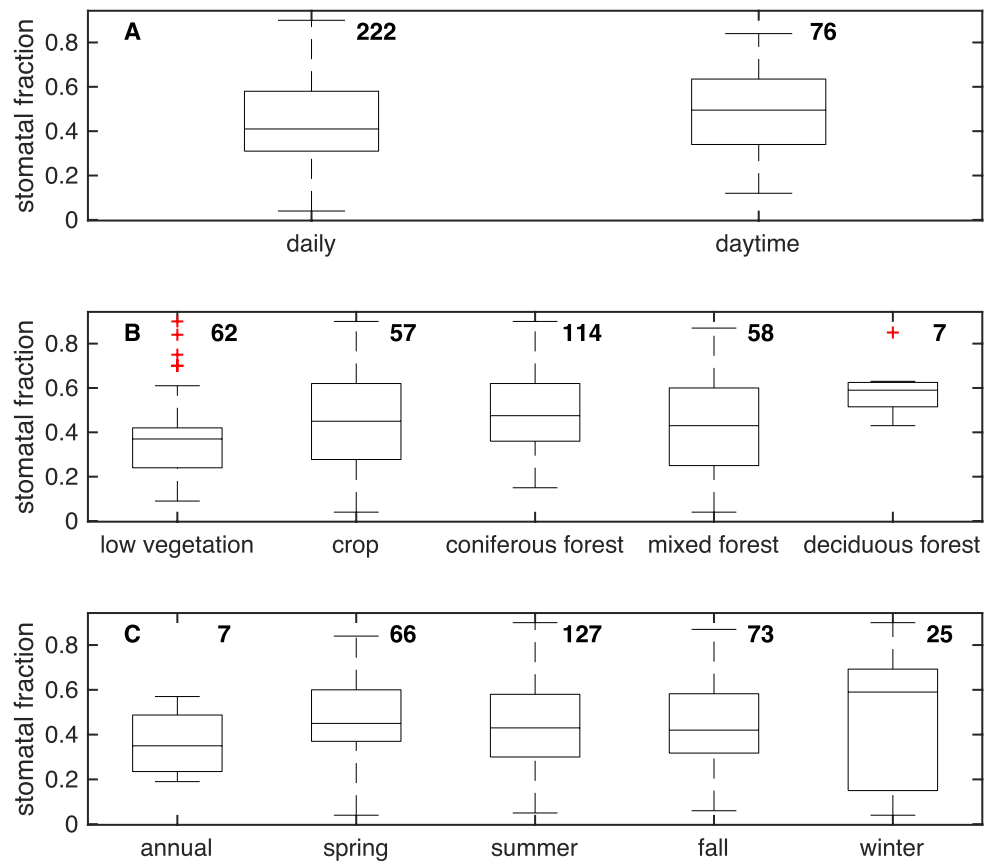 A 222 76
stomatal fraction
0.8
0.6
0.4
0.2
0
daily daytime
B 62 57 114 58 7
stomatal fraction
0.8
0.6
0.4
0.2
0
low vegetation crop coniferous forest mixed forest deciduous forest
C 7 66 127 73 25
stomatal fraction
0.8
0.6
0.4
0.2
0
annual spring summer fall winter